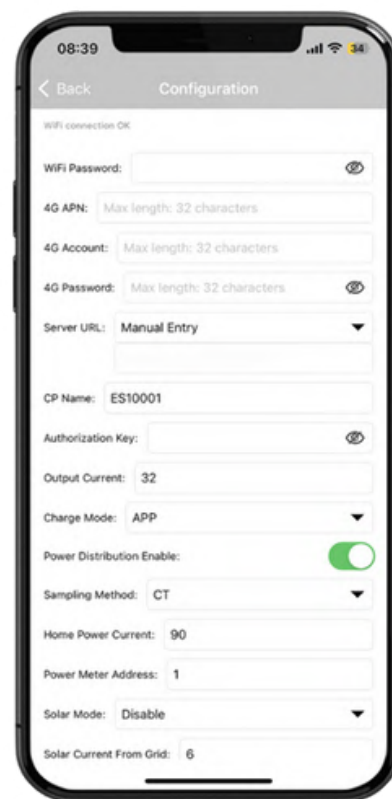 08:39
34
Back Configuration
WiFi connection OK
WiFi Password:
4G APN: Max length: 32 characters
4G Account: Max length: 32 characters
4G Password: Max length: 32 characters
Server URL: Manual Entry
CP Name: ES10001
Authorization Key:
Output Current: 32
Charge Mode: APP
Power Distribution Enable:
Sampling Method: CT
Home Power Current: 90
Power Meter Address: 1
Solar Mode: Disable
Solar Current From Grid: 6